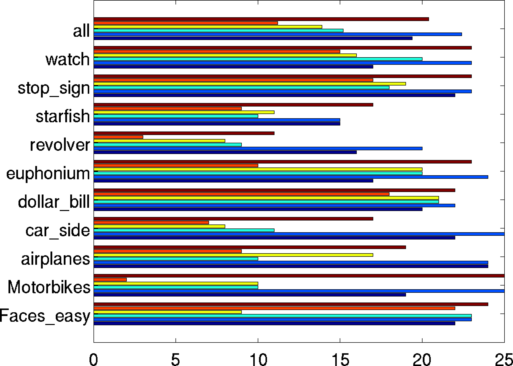 all
watch
stop_sign
starfish
revolver
euphonium
dollar_bill
car_side
airplanes
Motorbikes
Faces_easy
0 5 10 15 20 25